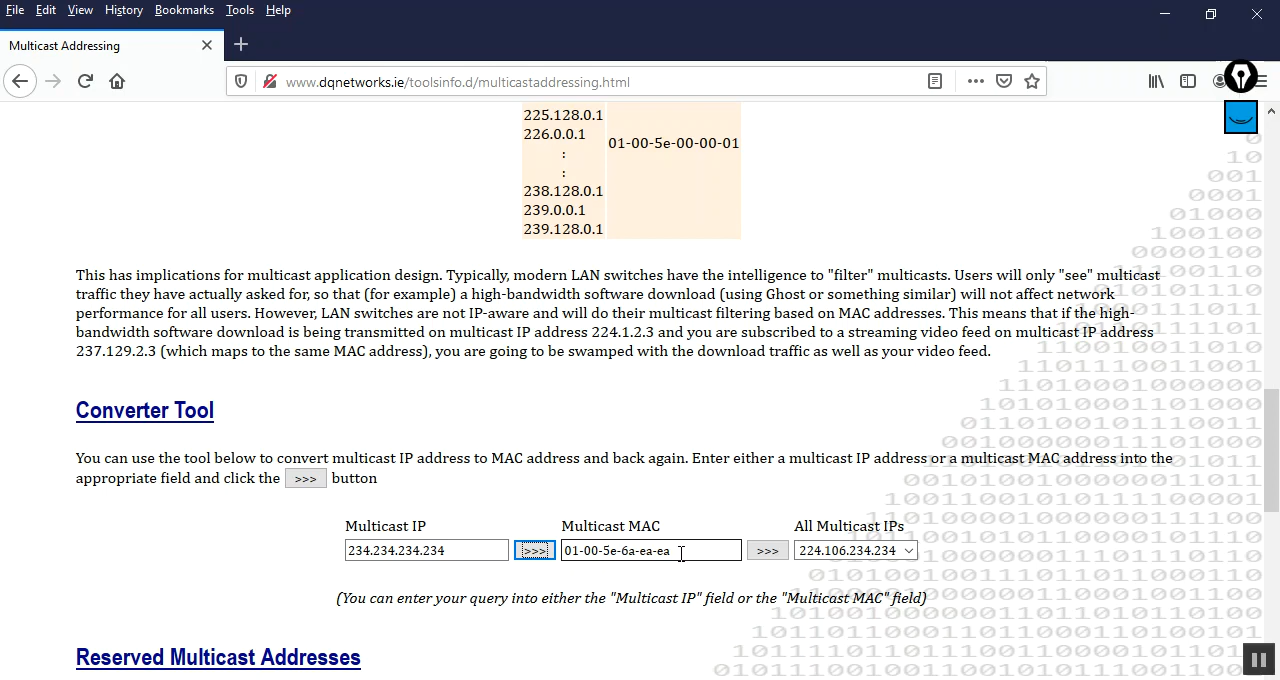 File Edit View History Bookmarks Tools Help
Multicast Addressing
www.dqnetworks.ie/toolsinfo.d/multicastaddressing.html
225.128.0.1
226.0.0.1
01-00-5e-00-00-01
:
:
238.128.0.1
239.0.0.1
239.128.0.1
This has implications for multicast application design. Typically, modern LAN switches have the intelligence to "filter" multicasts. Users will only "see" multicast
traffic they have actually asked for, so that (for example) a high-bandwidth software download (using Ghost or something similar) will not affect network
performance for all users. However, LAN switches are not IP-aware and will do their multicast filtering based on MAC addresses. This means that if the high-
bandwidth software download is being transmitted on multicast IP address 224.1.2.3 and you are subscribed to a streaming video feed on multicast IP address
237.129.2.3 (which maps to the same MAC address), you are going to be swamped with the download traffic as well as your video feed.
Converter Tool
You can use the tool below to convert multicast IP address to MAC address and back again. Enter either a multicast IP address or a multicast MAC address into the
appropriate field and click the >>> button
Multicast IP Multicast MAC All Multicast IPs
234.234.234.234 >>> 01-00-5e-6a-ea-ea >>> 224.106.234.234
(You can enter your query into either the "Multicast IP" field or the "Multicast MAC" field)
Reserved Multicast Addresses